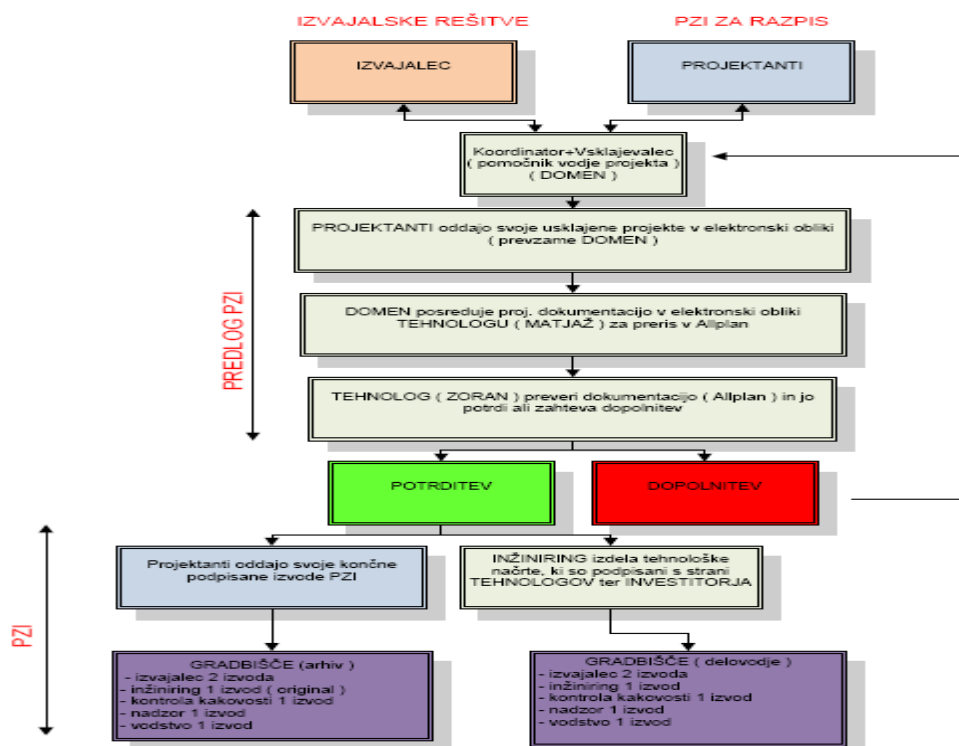 IZVAJALSKE REŠITVE
PZI ZA RAZPIS
IZVAJALEC
PROJEKTANTI
Koordinator+Vsklajevalec
( pomočnik vodje projekta )
( DOMEN )
PROJEKTANTI oddajo svoje usklajene projekte v elektronski obliki
( prevzame DOMEN )
PREDLOG PZI
DOMEN posreduje proj. dokumentacijo v elektronski obliki
TEHNOLOGU ( MATJAŽ ) za preris v Allplan
TEHNOLOG ( ZORAN ) preveri dokumentacijo ( Allplan ) in jo
potrdi ali zahteva dopolnitev
POTRDITEV
DOPOLNITEV
PZI
Projektanti oddajo svoje končne
podpisane izvode PZI
INŽINIRING izdela tehnološke
načrte, ki so podpisani s strani
TEHNOLOGOV ter INVESTITORJA
GRADBIŠČE (arhiv )
- izvajalec 2 izvoda
- inžiniring 1 izvod ( original )
- kontrola kakovosti 1 izvod
- nadzor 1 izvod
- vodstvo 1 izvod
GRADBIŠČE ( delovodje )
- izvajalec 2 izvoda
- inžiniring 1 izvod
- kontrola kakovosti 1 izvod
- nadzor 1 izvod
- vodstvo 1 izvod